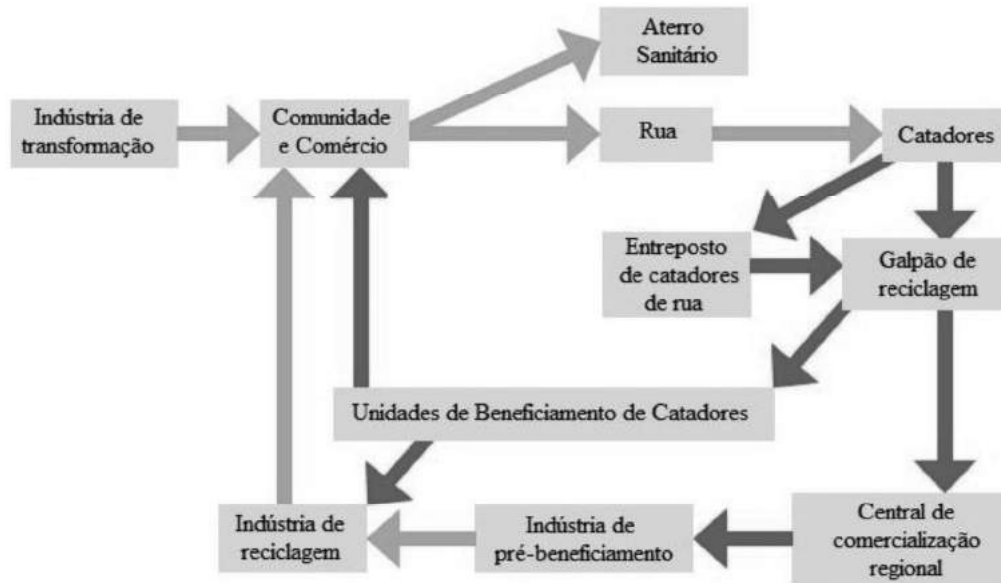 Aterro
Sanitário
Indústria de
transformação
Comunidade
e Comércio
Rua
Catadores
Entreposto
de catadores
de rua
Galpão de
reciclagem
Unidades de Beneficiamento de Catadores
Indústria de
reciclagem
Indústria de
pré-beneficiamento
Central de
comercialização
regional